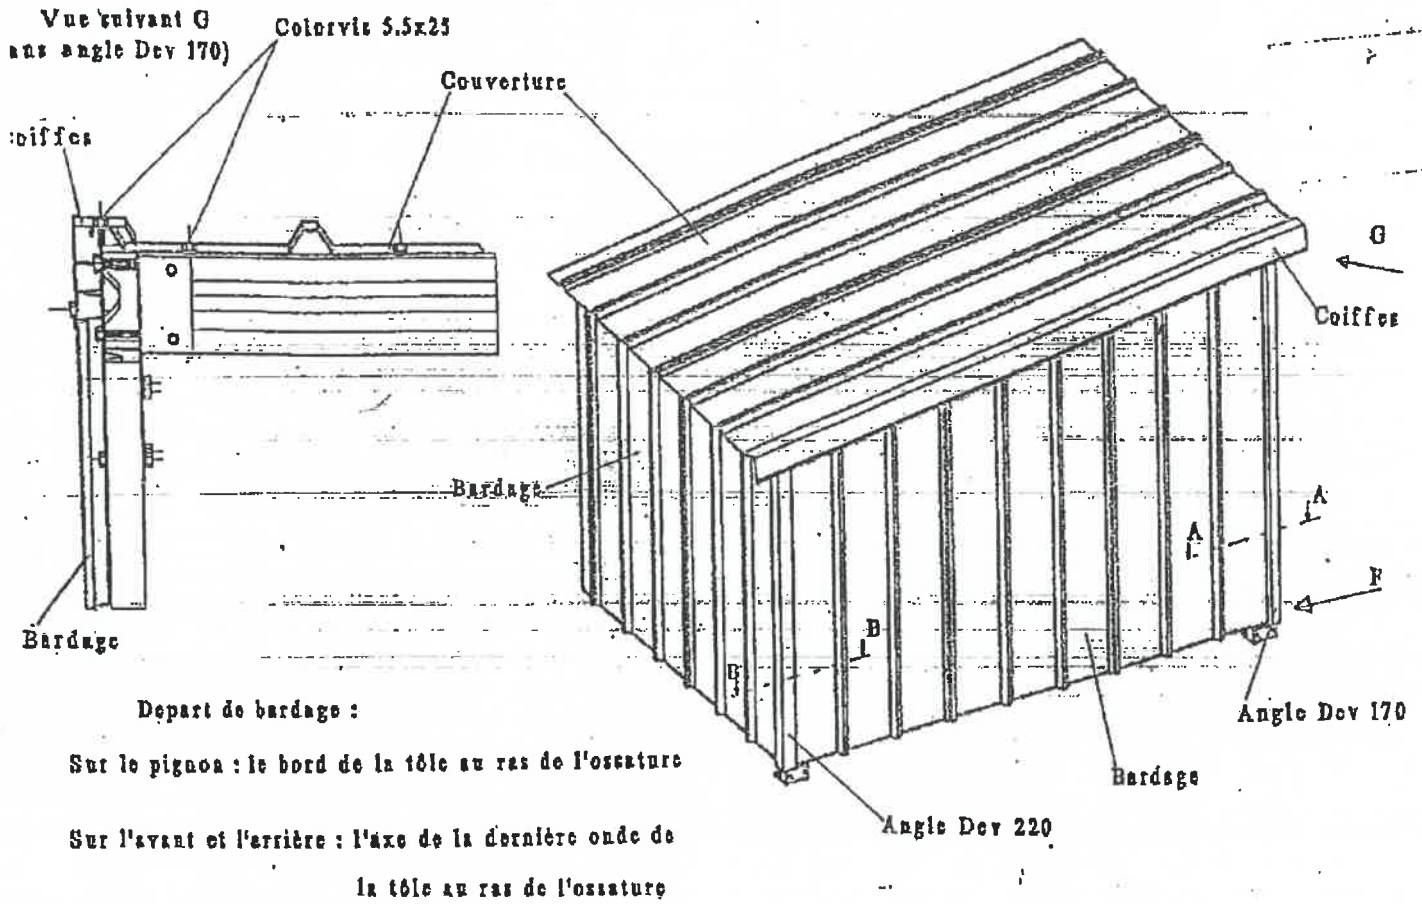 Vue suivant G
ans angle Dev 170)
Colorvis 5.5x25
Couverture
oiffes
G
Coiffes
Bardage
A
A
F
B
B
Bardage
Angle Dev 170
Bardage
Angle Dev 220
Depart de bardage :
Sur le pignon : le bord de la tôle au ras de l'ossature
Sur l'avant et l'arrière : l'axe de la dernière onde de
la tôle au ras de l'ossature